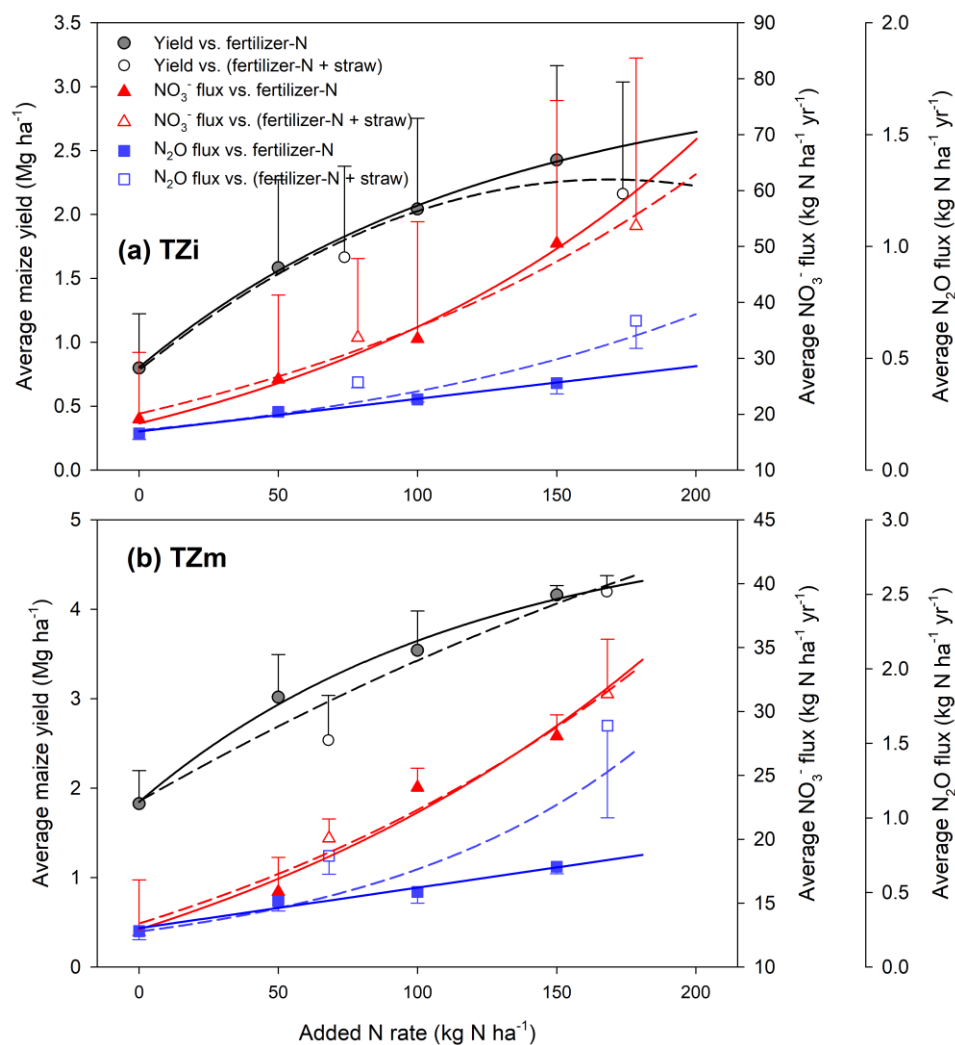 Yield vs. fertilizer-N
Yield vs. (fertilizer-N + straw)
NO₃⁻ flux vs. fertilizer-N
NO₃⁻ flux vs. (fertilizer-N + straw)
N₂O flux vs. fertilizer-N
N₂O flux vs. (fertilizer-N + straw)
(a) TZi
Average maize yield (Mg ha⁻¹)
3.5
3.0
2.5
2.0
1.5
1.0
0.5
0.0
0 50 100 150 200
90
80
70
60
50
40
30
20
10
Average NO₃⁻ flux (kg N ha⁻¹ yr⁻¹)
2.0
1.5
1.0
0.5
0.0
Average N₂O flux (kg N ha⁻¹ yr⁻¹)
(b) TZm
Average maize yield (Mg ha⁻¹)
5
4
3
2
1
0
0 50 100 150 200
Added N rate (kg N ha⁻¹)
45
40
35
30
25
20
15
10
Average NO₃⁻ flux (kg N ha⁻¹ yr⁻¹)
3.0
2.5
2.0
1.5
1.0
0.5
0.0
Average N₂O flux (kg N ha⁻¹ yr⁻¹)